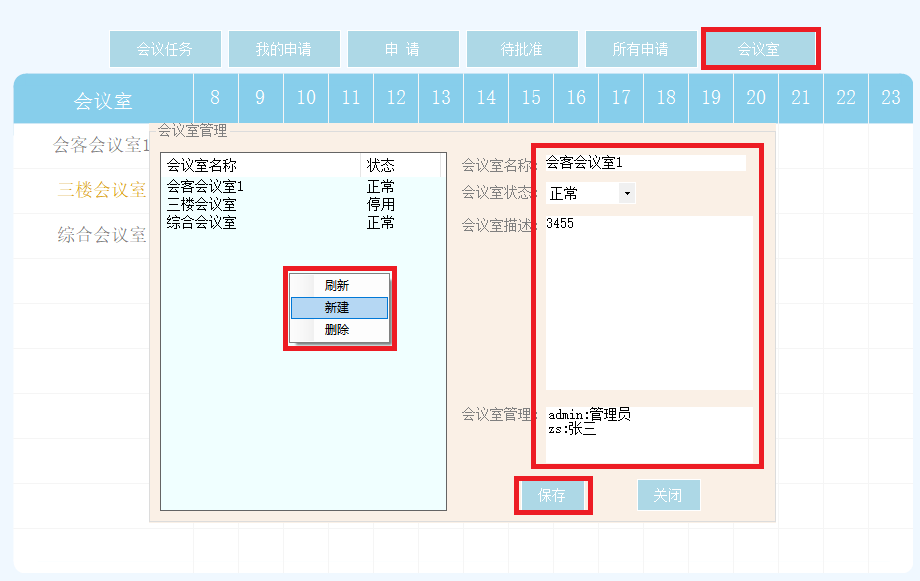 会议任务 我的申请 申 请 待批准 所有申请 会议室
会议室 8 9 10 11 12 13 14 15 16 17 18 19 20 21 22 23
会客会议室1
三楼会议室
综合会议室
会议室管理
会议室名称 状态
会客会议室1 正常
三楼会议室 停用
综合会议室 正常
刷新
新建
删除
会议室名称: 会客会议室1
会议室状态: 正常
会议室描述: 3455
会议室管理: admin:管理员
zs:张三
保存 关闭